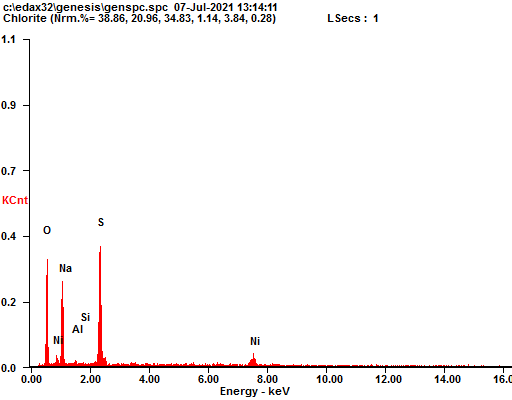 c:\edax32\genesis\genspc.spc 07-Jul-2021 13:14:11
Chlorite (Nrm.%= 38.86, 20.96, 34.83, 1.14, 3.84, 0.28) LSecs : 1
1.1
0.9
0.7
KCnt
S
O
0.4
Na
0.2
Si
Al
Ni
Ni
0.0
0.00 2.00 4.00 6.00 8.00 10.00 12.00 14.00 16.0
Energy - keV